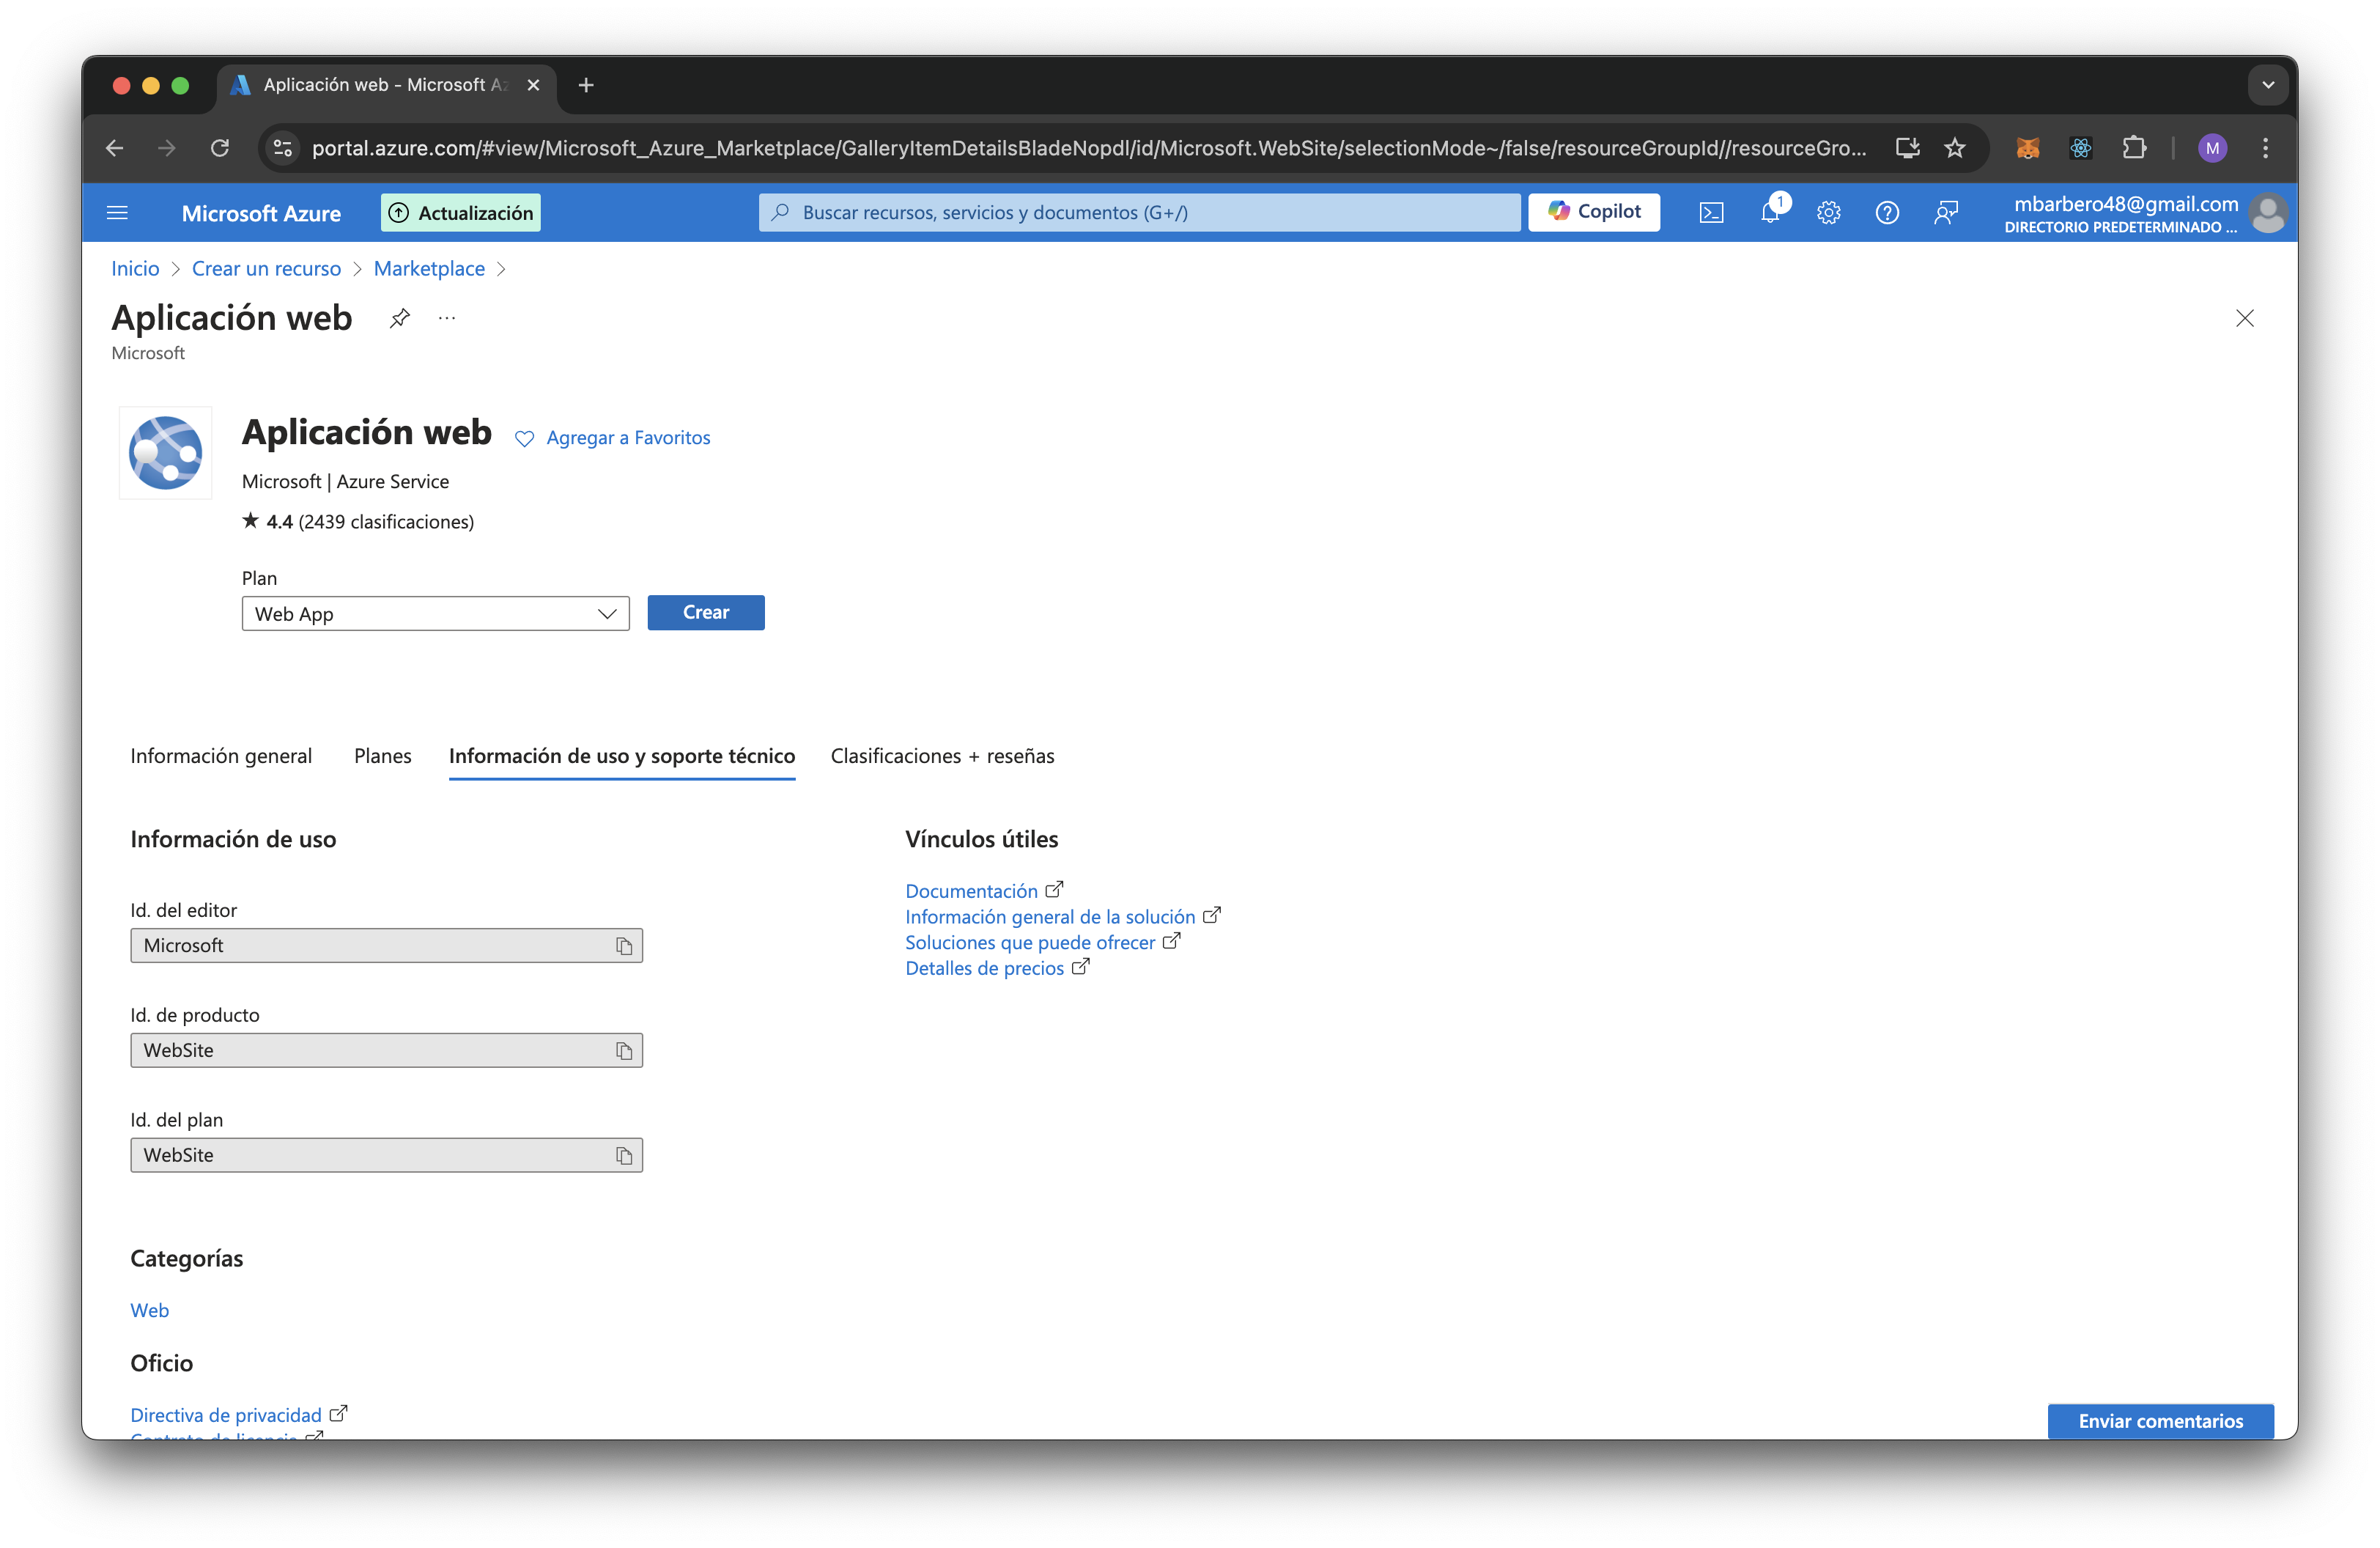 Aplicación web - Microsoft Az
portal.azure.com/#view/Microsoft_Azure_Marketplace/GalleryItemDetailsBladeNopdl/id/Microsoft.WebSite/selectionMode~/false/resourceGroupId//resourceGro...
M
Microsoft Azure
Actualización
Buscar recursos, servicios y documentos (G+/)
Copilot
1
mbarbero48@gmail.com
DIRECTORIO PREDETERMINADO ...
Inicio > Crear un recurso > Marketplace >
Aplicación web
...
Microsoft
Aplicación web
Agregar a Favoritos
Microsoft | Azure Service
★ 4.4 (2439 clasificaciones)
Plan
Web App
Crear
Información general
Planes
Información de uso y soporte técnico
Clasificaciones + reseñas
Información de uso
Id. del editor
Microsoft
Id. de producto
WebSite
Id. del plan
WebSite
Vínculos útiles
Documentación
Información general de la solución
Soluciones que puede ofrecer
Detalles de precios
Categorías
Web
Oficio
Directiva de privacidad
Contrato de licencia
Enviar comentarios